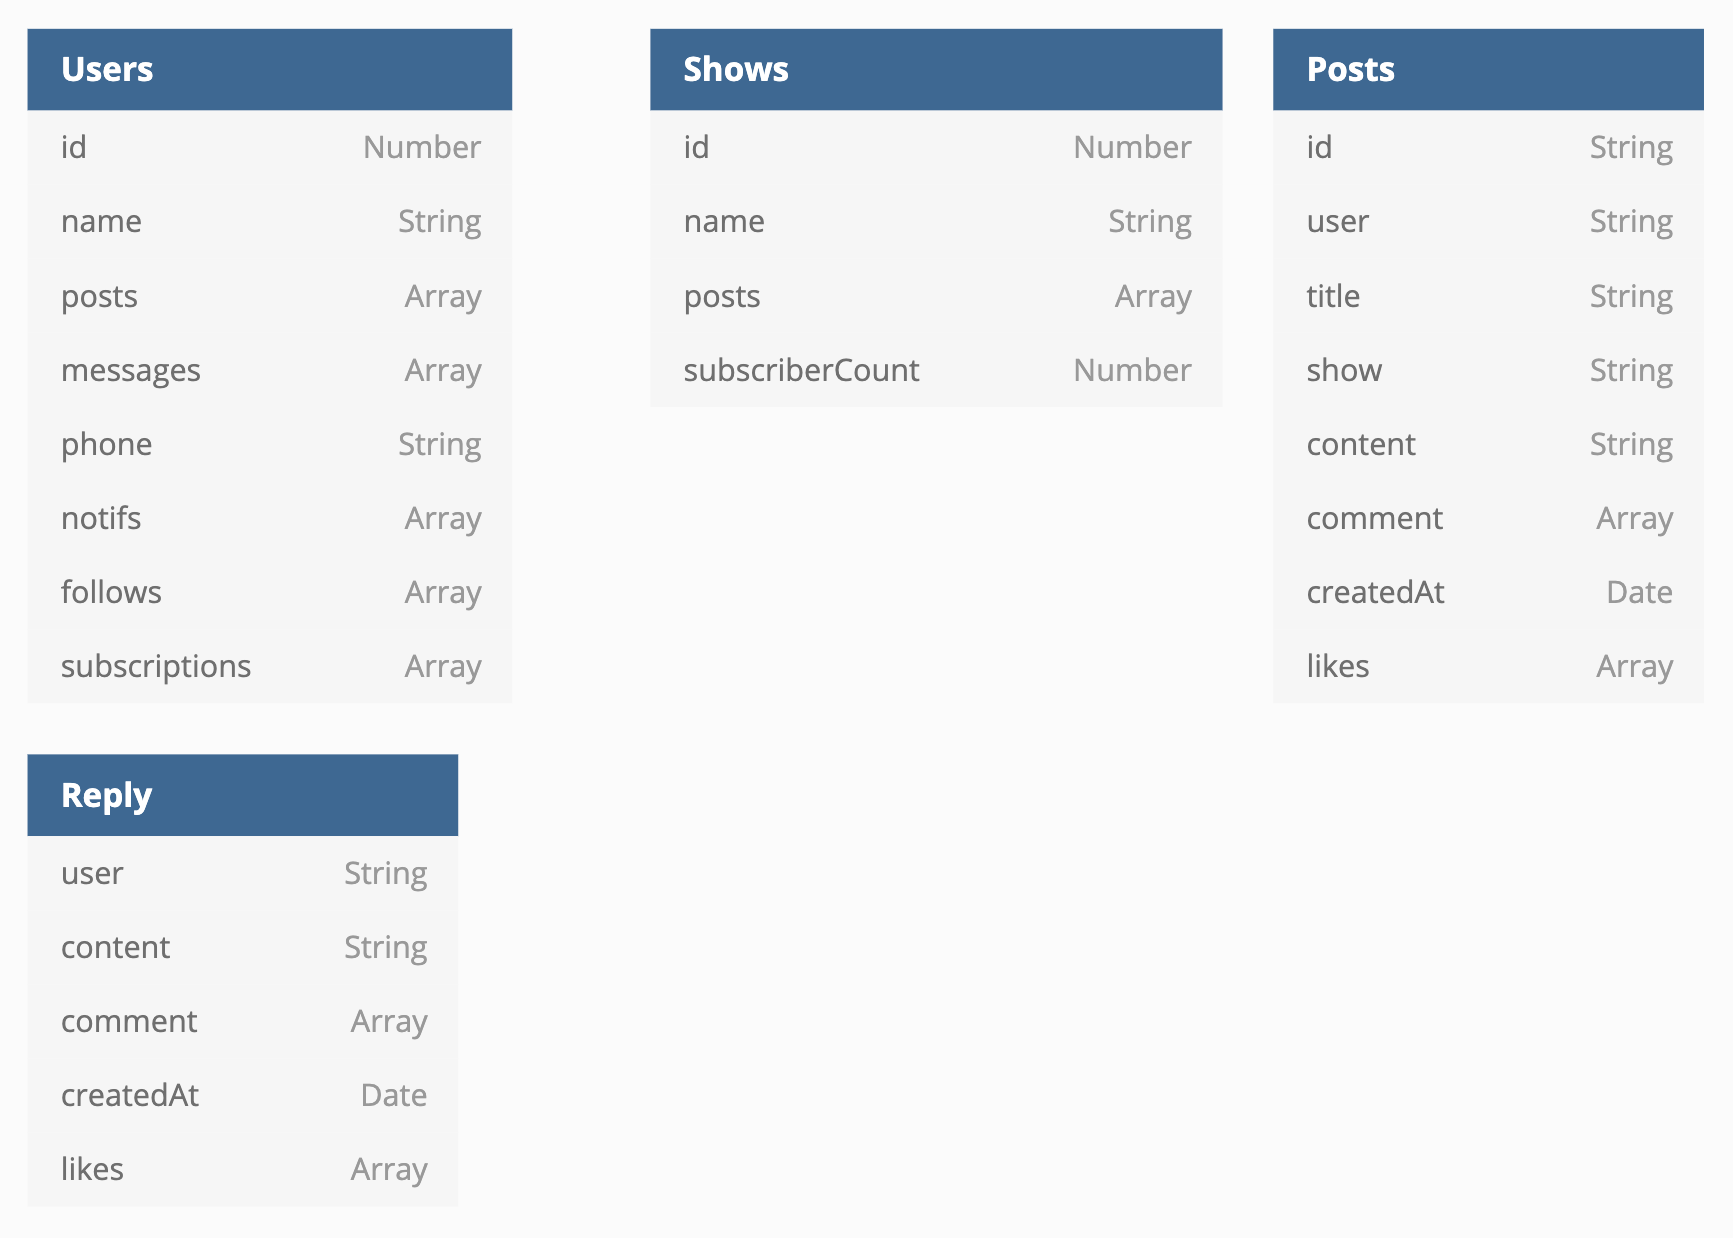 Users
id Number
name String
posts Array
messages Array
phone String
notifs Array
follows Array
subscriptions Array
Shows
id Number
name String
posts Array
subscriberCount Number
Posts
id String
user String
title String
show String
content String
comment Array
createdAt Date
likes Array
Reply
user String
content String
comment Array
createdAt Date
likes Array